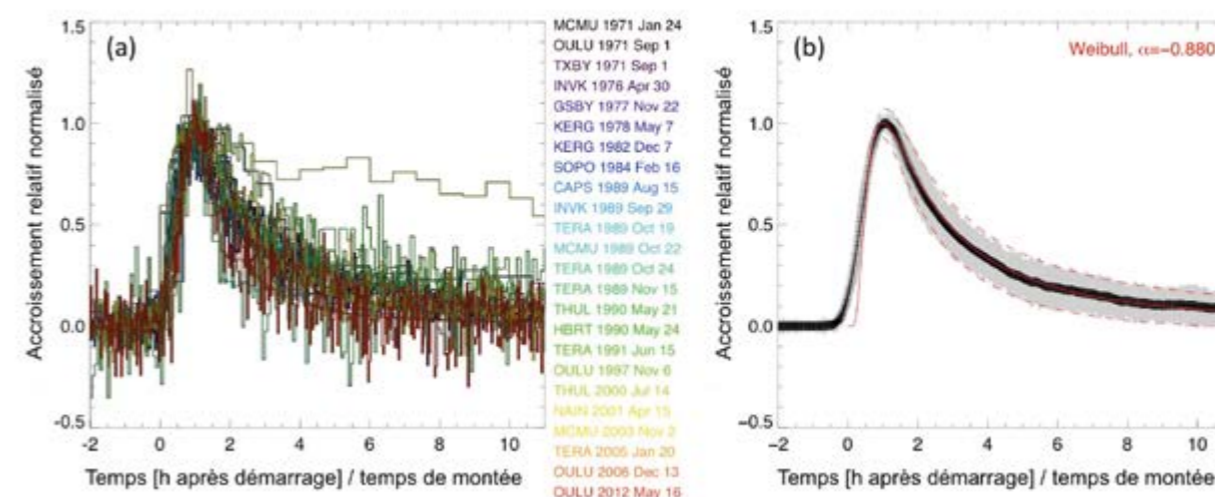 (a)
Accroissement relatif normalisé
1.5
1.0
0.5
0.0
-0.5
-2
0
2
4
6
8
10
Temps [h après démarrage] / temps de montée
MCMU 1971 Jan 24
OULU 1971 Sep 1
TXBY 1971 Sep 1
INVK 1976 Apr 30
GSBY 1977 Nov 22
KERG 1978 May 7
KERG 1982 Dec 7
SOPO 1984 Feb 16
CAPS 1989 Aug 15
INVK 1989 Sep 29
TERA 1989 Oct 19
MCMU 1989 Oct 22
TERA 1989 Oct 24
TERA 1989 Nov 15
THUL 1990 May 21
HBRT 1990 May 24
TERA 1991 Jun 15
OULU 1997 Nov 6
THUL 2000 Jul 14
NAIN 2001 Apr 15
MCMU 2003 Nov 2
TERA 2005 Jan 20
OULU 2006 Dec 13
OULU 2012 May 16
(b)
Weibull, α=-0.880
Accroissement relatif normalisé
1.5
1.0
0.5
0.0
-0.5
-2
0
2
4
6
8
10
Temps [h après démarrage] / temps de montée